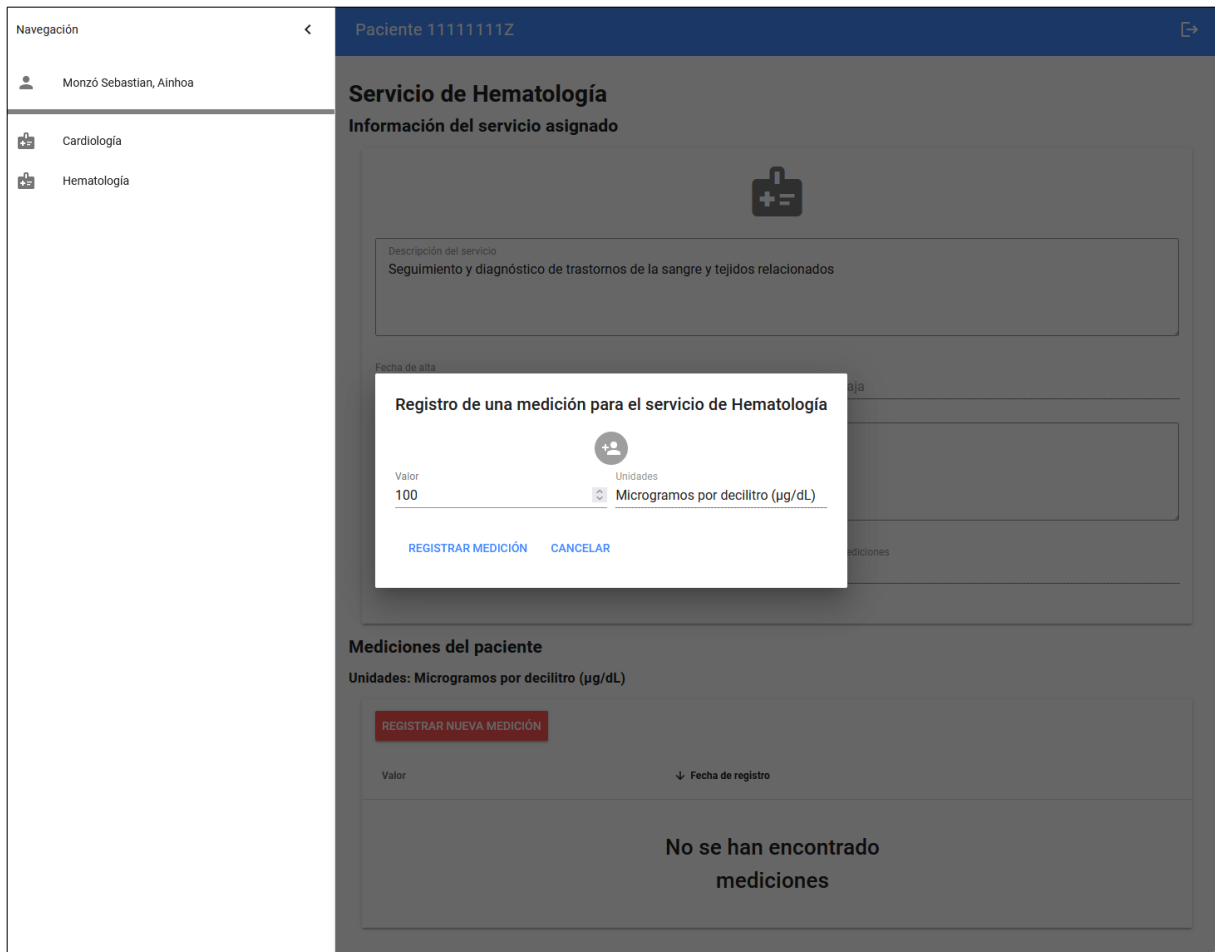 Navegación
Monzó Sebastian, Ainhoa
Cardiología
Hematología
Paciente 11111111Z
Servicio de Hematología
Información del servicio asignado
Descripción del servicio
Seguimiento y diagnóstico de trastornos de la sangre y tejidos relacionados
Fecha de alta
Registro de una medición para el servicio de Hematología
Valor Unidades
100 Microgramos por decilitro (µg/dL)
REGISTRAR MEDICIÓN CANCELAR
Mediciones del paciente
Unidades: Microgramos por decilitro (µg/dL)
REGISTRAR NUEVA MEDICIÓN
Valor Fecha de registro
No se han encontrado
mediciones